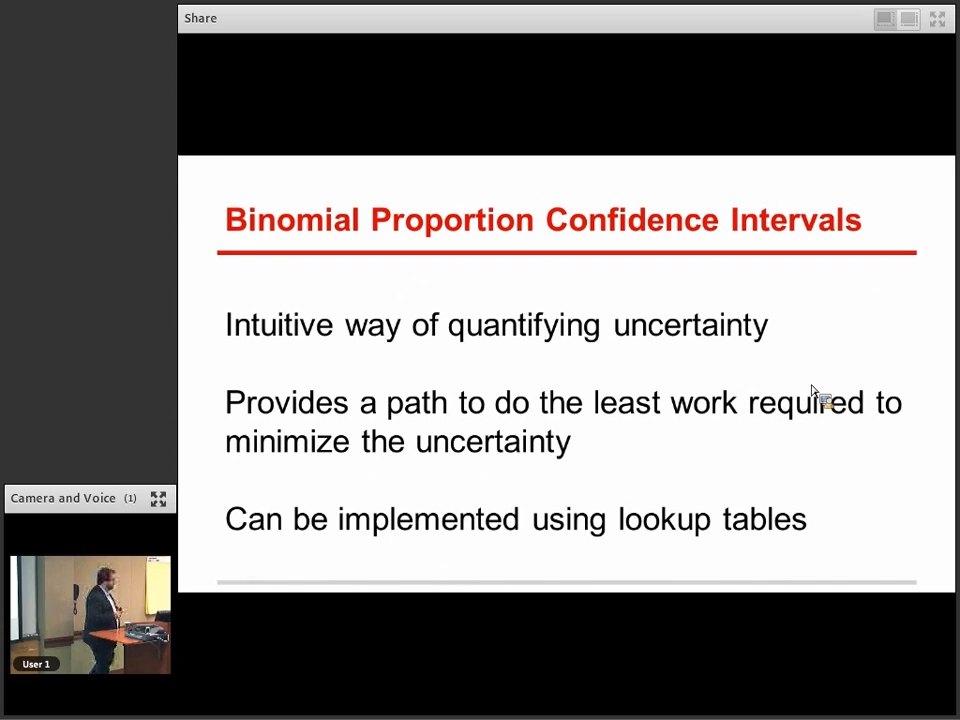 Share
Binomial Proportion Confidence Intervals
Intuitive way of quantifying uncertainty
Provides a path to do the least work required to
minimize the uncertainty
Can be implemented using lookup tables
Camera and Voice (1)
User 1